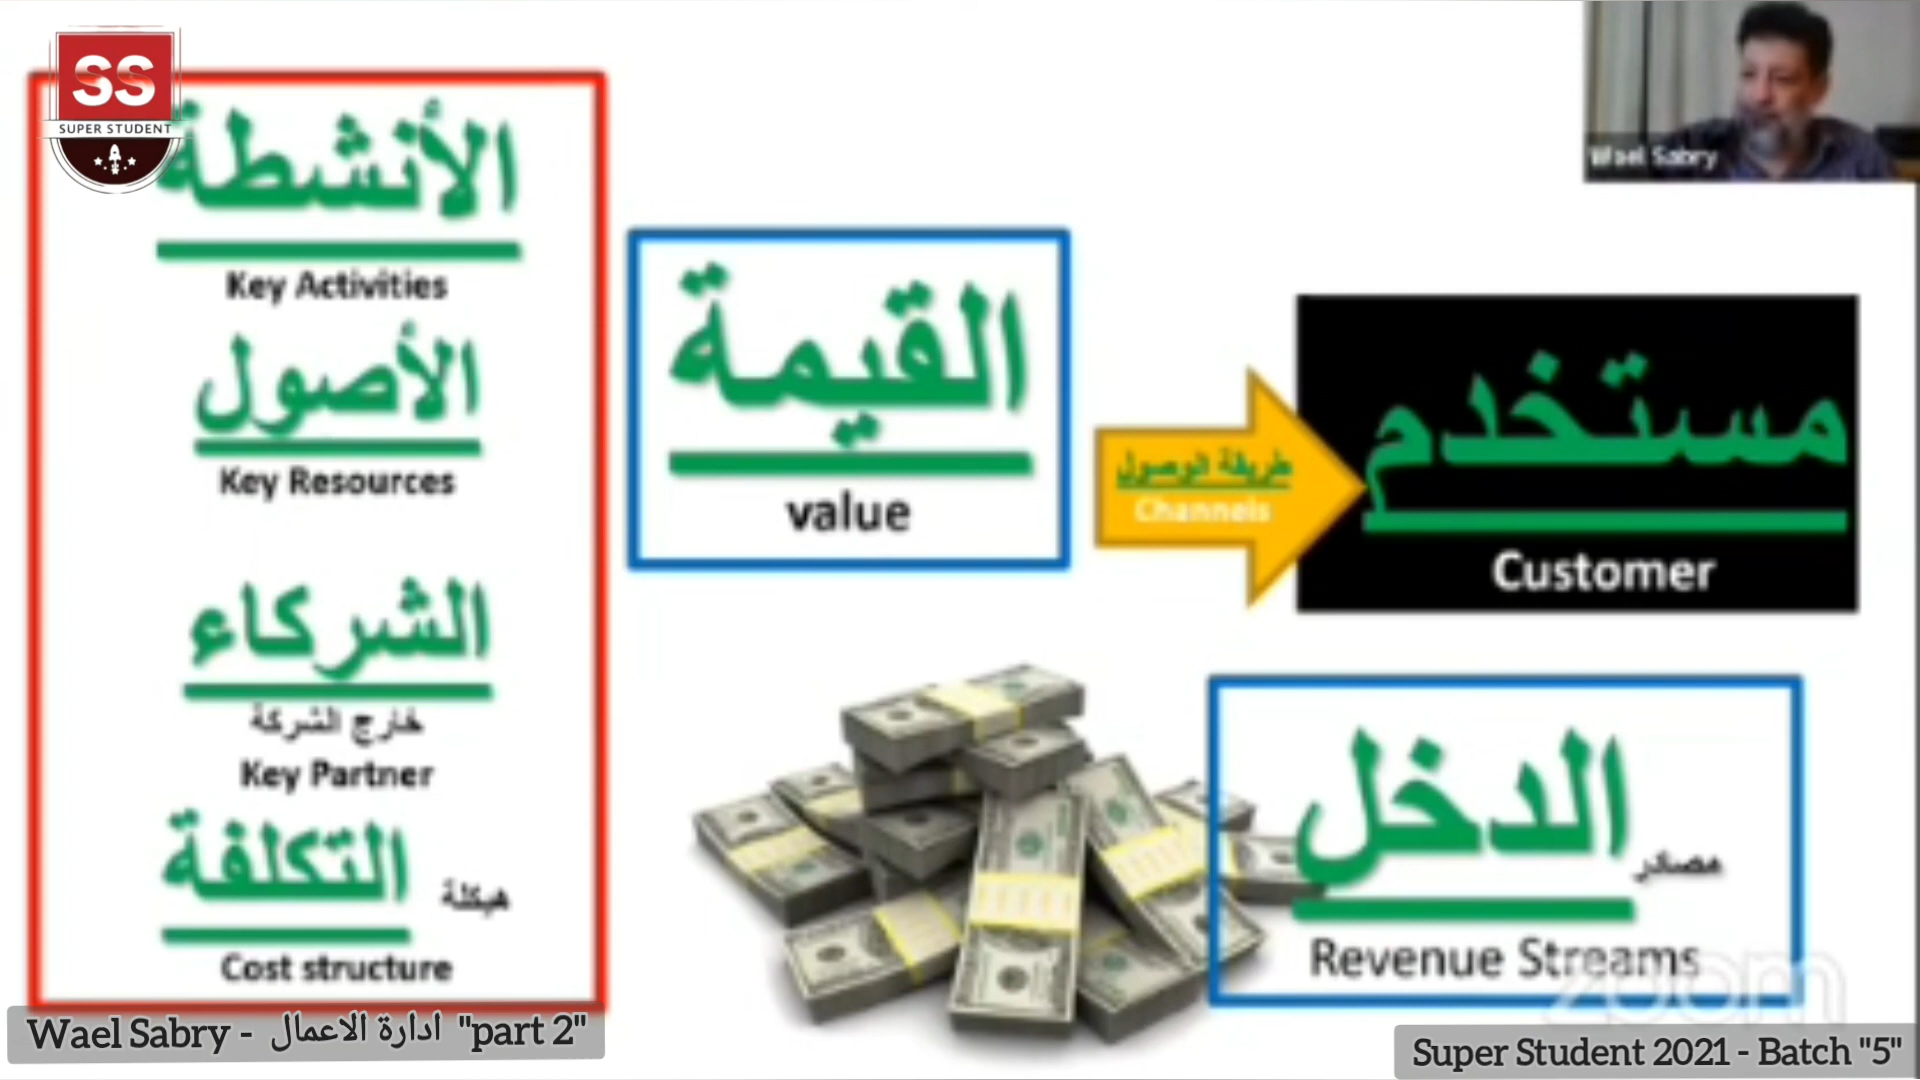 SS
SUPER STUDENT
الأنشطة
Key Activities
الأصول
Key Resources
الشركاء
خارج الشركة
Key Partner
هيكلة التكلفة
Cost structure
القيمة
value
طريقة الوصول
Channels
مستخدم
Customer
مصادر الدخل
Revenue Streams
Wael Sabry
zoom
Wael Sabry - ادارة الاعمال "part 2"
Super Student 2021 - Batch "5"